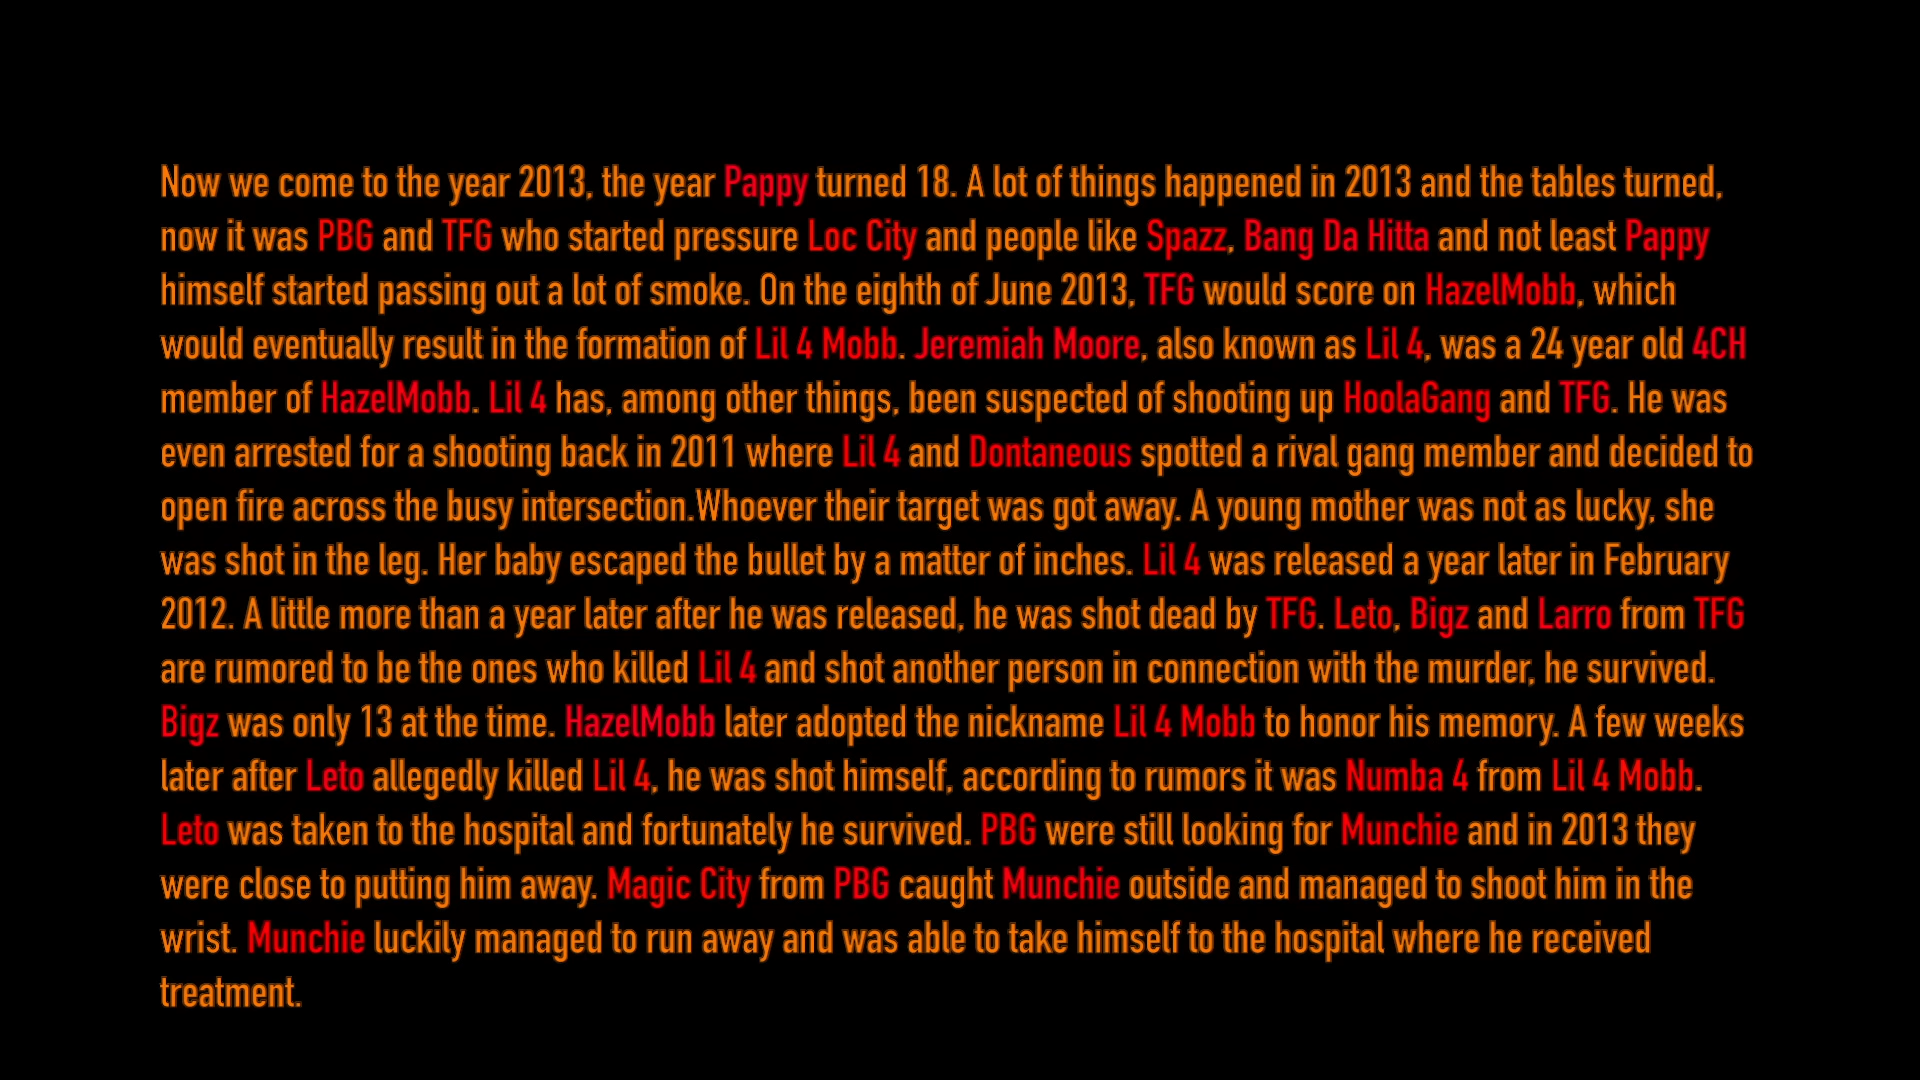 Now we come to the year 2013, the year Pappy turned 18. A lot of things happened in 2013 and the tables turned,
now it was PBG and TFG who started pressure Loc City and people like Spazz, Bang Da Hitta and not least Pappy
himself started passing out a lot of smoke. On the eighth of June 2013, TFG would score on HazelMobb, which
would eventually result in the formation of Lil 4 Mobb. Jeremiah Moore, also known as Lil 4, was a 24 year old 4CH
member of HazelMobb. Lil 4 has, among other things, been suspected of shooting up HoolaGang and TFG. He was
even arrested for a shooting back in 2011 where Lil 4 and Dontaneous spotted a rival gang member and decided to
open fire across the busy intersection.Whoever their target was got away. A young mother was not as lucky, she
was shot in the leg. Her baby escaped the bullet by a matter of inches. Lil 4 was released a year later in February
2012. A little more than a year later after he was released, he was shot dead by TFG. Leto, Bigz and Larro from TFG
are rumored to be the ones who killed Lil 4 and shot another person in connection with the murder, he survived.
Bigz was only 13 at the time. HazelMobb later adopted the nickname Lil 4 Mobb to honor his memory. A few weeks
later after Leto allegedly killed Lil 4, he was shot himself, according to rumors it was Numba 4 from Lil 4 Mobb.
Leto was taken to the hospital and fortunately he survived. PBG were still looking for Munchie and in 2013 they
were close to putting him away. Magic City from PBG caught Munchie outside and managed to shoot him in the
wrist. Munchie luckily managed to run away and was able to take himself to the hospital where he received
treatment.